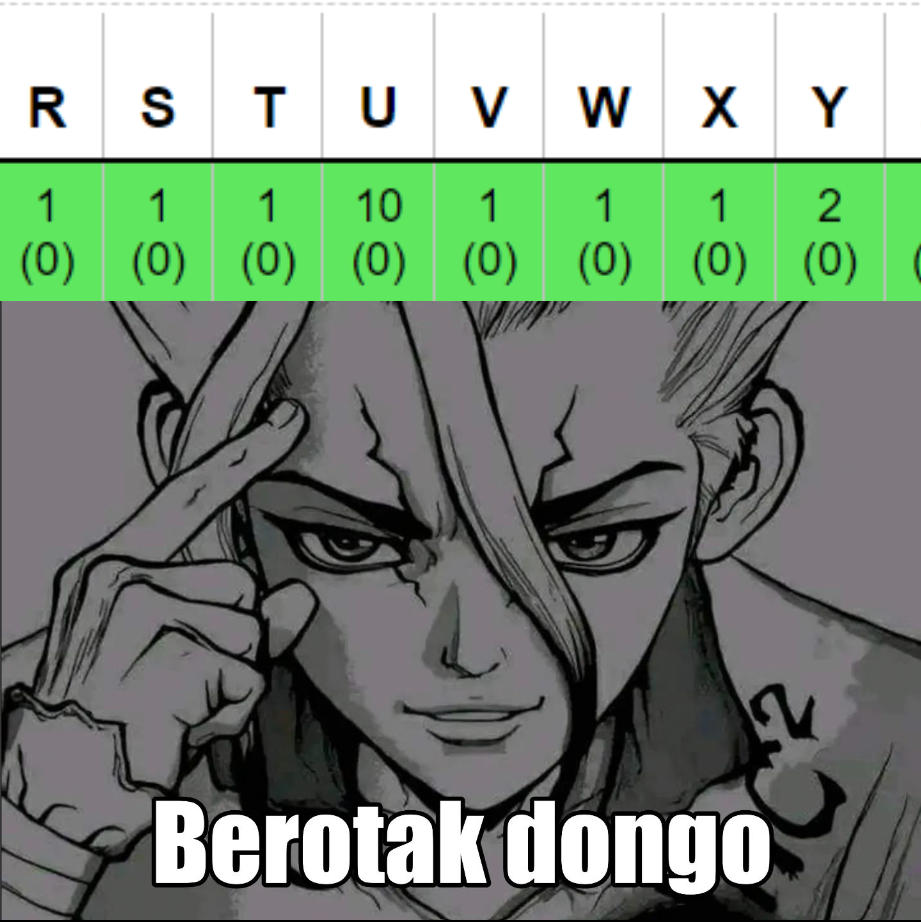 R S T U V W X Y
1 1 1 10 1 1 1 2
(0) (0) (0) (0) (0) (0) (0) (0)
Berotak dongo